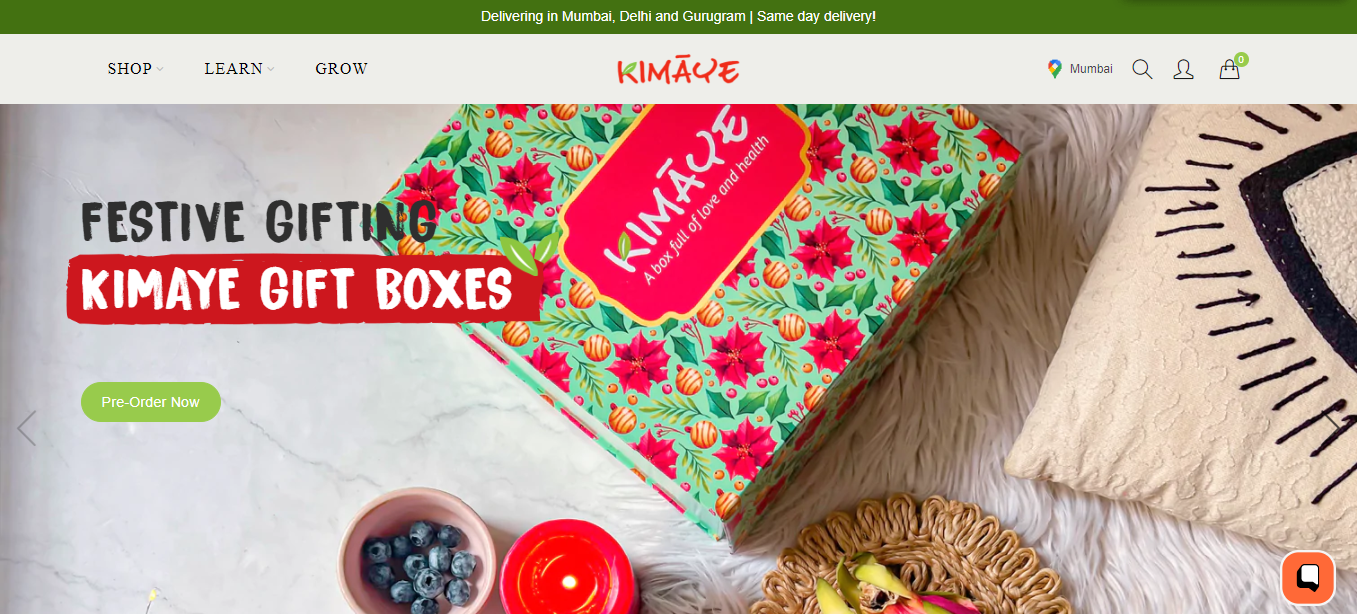 Delivering in Mumbai, Delhi and Gurugram | Same day delivery!
SHOP LEARN GROW
KIMĀYE
Mumbai
0
KIMĀYE
A box full of love and health
FESTIVE GIFTING
KIMAYE GIFT BOXES
Pre-Order Now